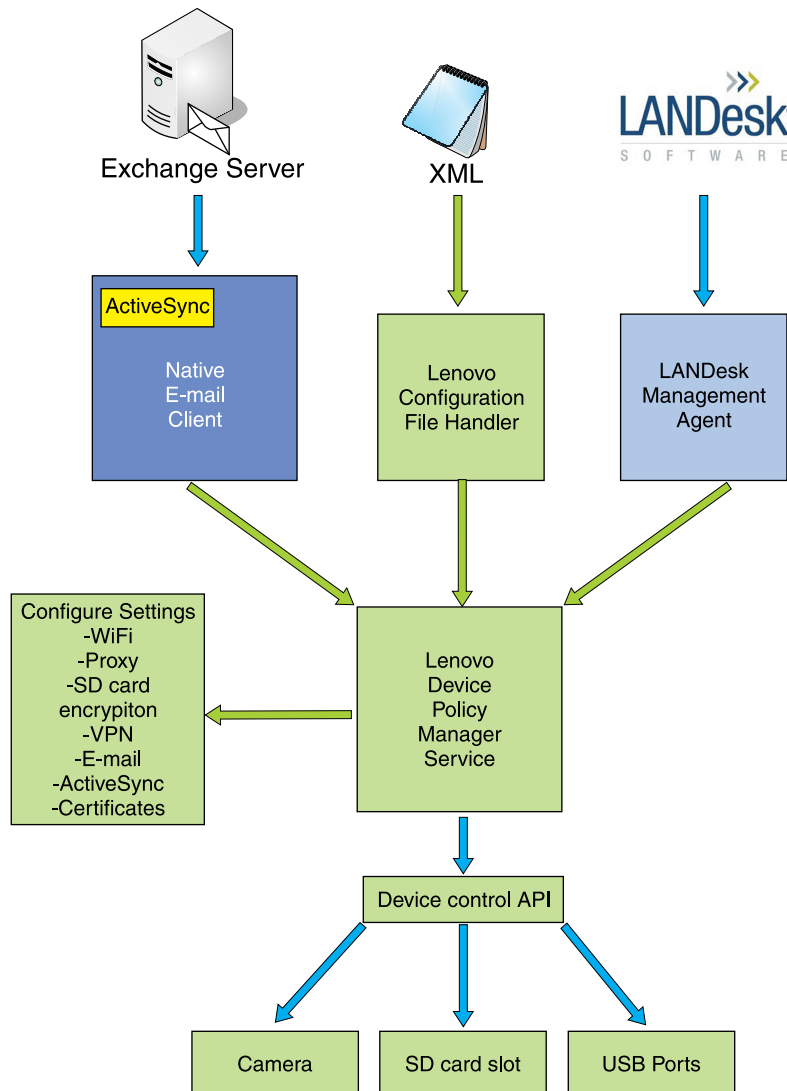 LANDesk
SOFTWARE
Exchange Server
XML
ActiveSync
Native
E-mail
Client
Lenovo
Configuration
File Handler
LANDesk
Management
Agent
Configure Settings
-WiFi
-Proxy
-SD card
encrypiton
-VPN
-E-mail
-ActiveSync
-Certificates
Lenovo
Device
Policy
Manager
Service
Device control API
Camera
SD card slot
USB Ports